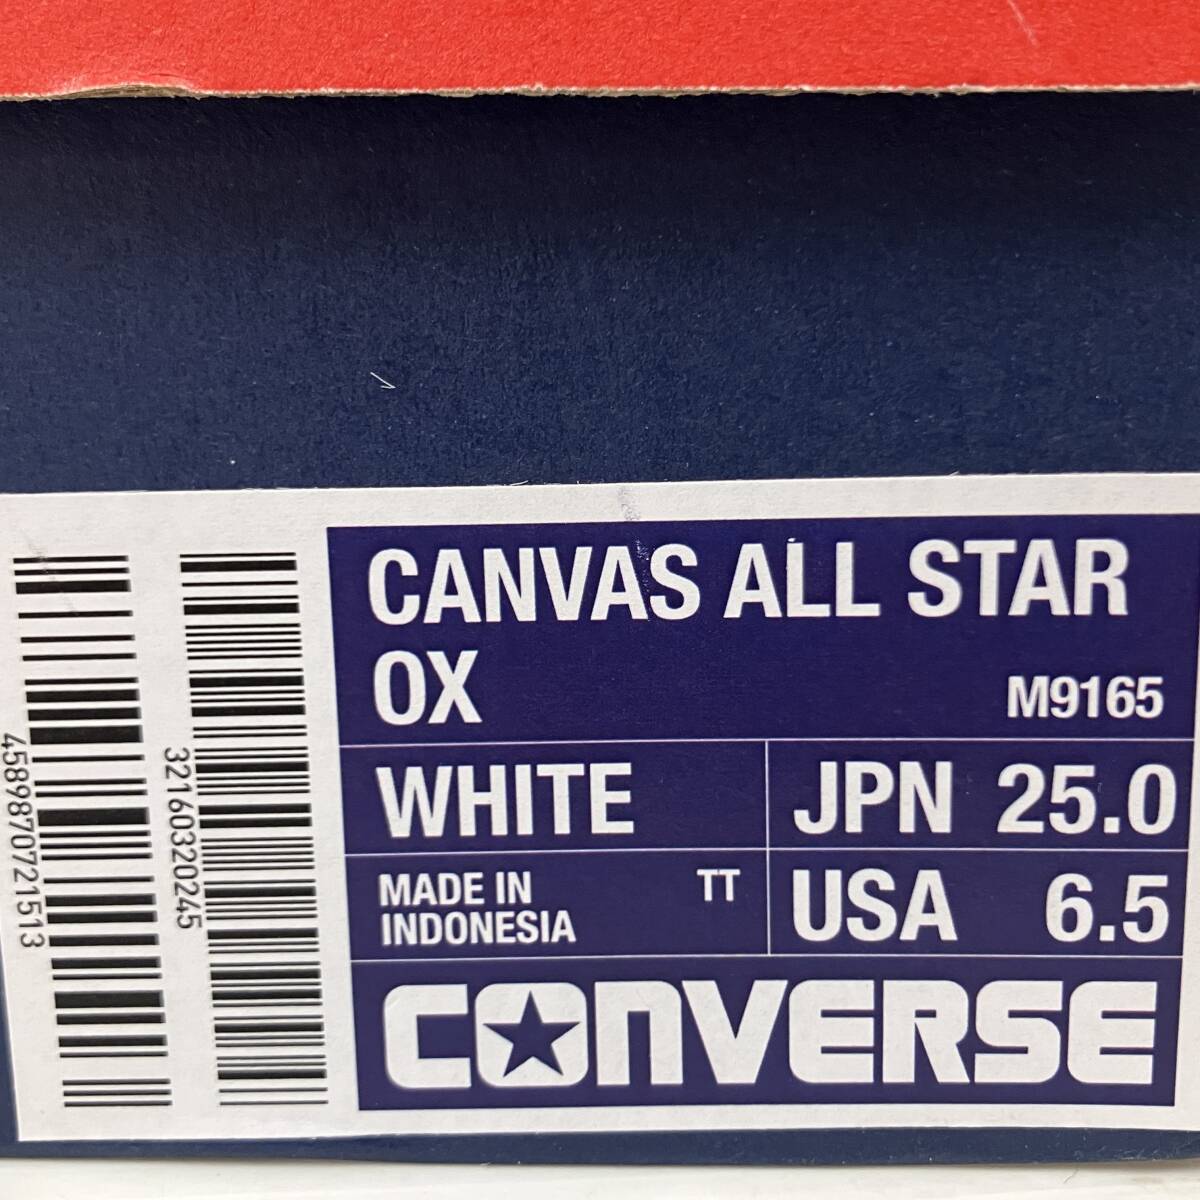 CANVAS ALL STAR
OX
M9165
WHITE
JPN 25.0
MADE IN
INDONESIA
TT
USA 6.5
CONVERSE
4589870721513
32160320245